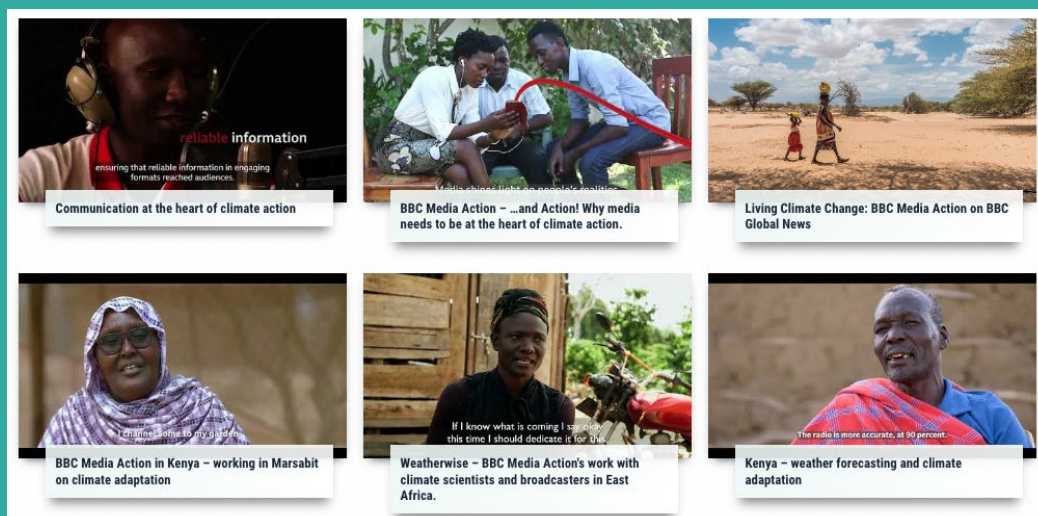 reliable information
ensuring that reliable information in engaging
formats reached audiences.
Communication at the heart of climate action
Media shines light on people's realities
BBC Media Action – ...and Action! Why media
needs to be at the heart of climate action.
Living Climate Change: BBC Media Action on BBC
Global News
I channel some to my garden
BBC Media Action in Kenya – working in Marsabit
on climate adaptation
If I know what is coming I say okay
this time I should dedicate it for this.
Weatherwise – BBC Media Action's work with
climate scientists and broadcasters in East
Africa.
The radio is more accurate, at 90 percent.
Kenya – weather forecasting and climate
adaptation